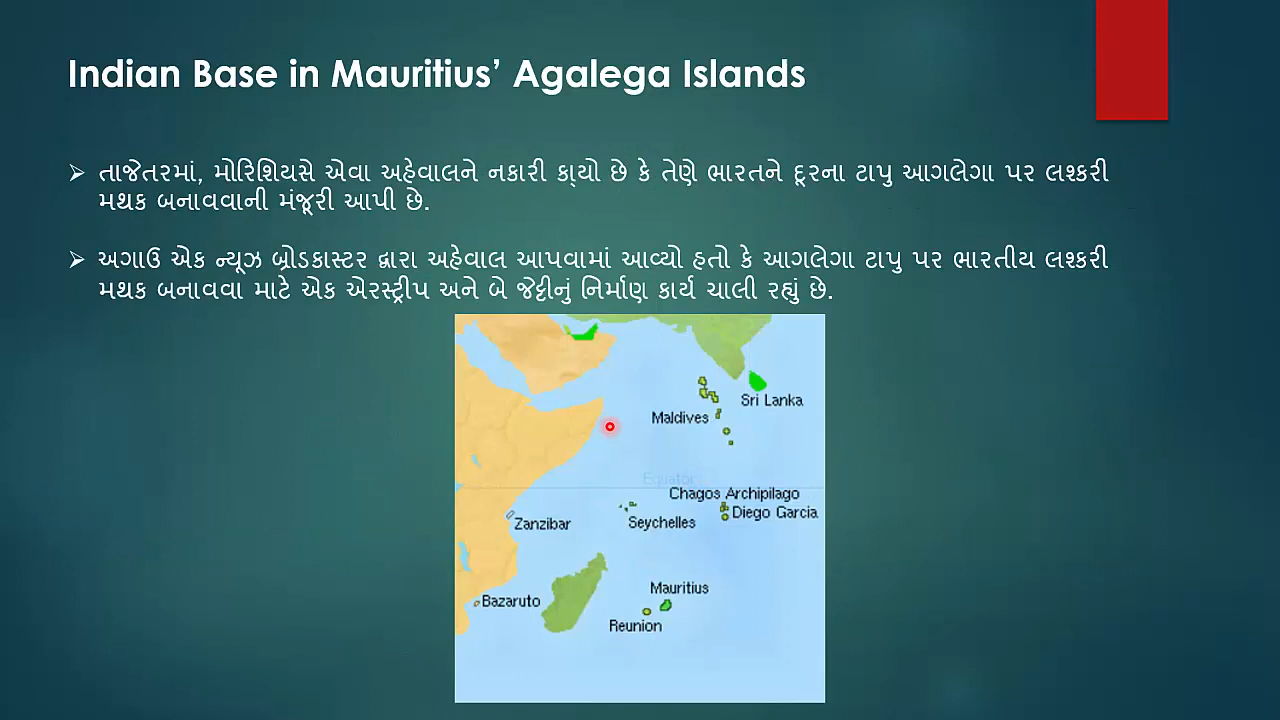 Indian Base in Mauritius’ Agalega Islands
➢ તાજેતરમાં, મોરિશિયસે એવા અહેવાલને નકારી કા્યો છે કે તેણે ભારતને દૂરના ટાપુ આગલેગા પર લશ્કરી
મથક બનાવવાની મંજૂરી આપી છે.
➢ અગાઉ એક ન્યૂઝ બ્રોડકાસ્ટર દ્વારા અહેવાલ આપવામાં આવ્યો હતો કે આગલેગા ટાપુ પર ભારતીય લશ્કરી
મથક બનાવવા માટે એક એરસ્ટ્રીપ અને બે જેટ્ટીનું નિર્માણ કાર્ય ચાલી રહ્યું છે.
Sri Lanka
Maldives
Equator
Chagos Archipilago
Diego Garcia
Seychelles
Zanzibar
Mauritius
Bazaruto
Reunion